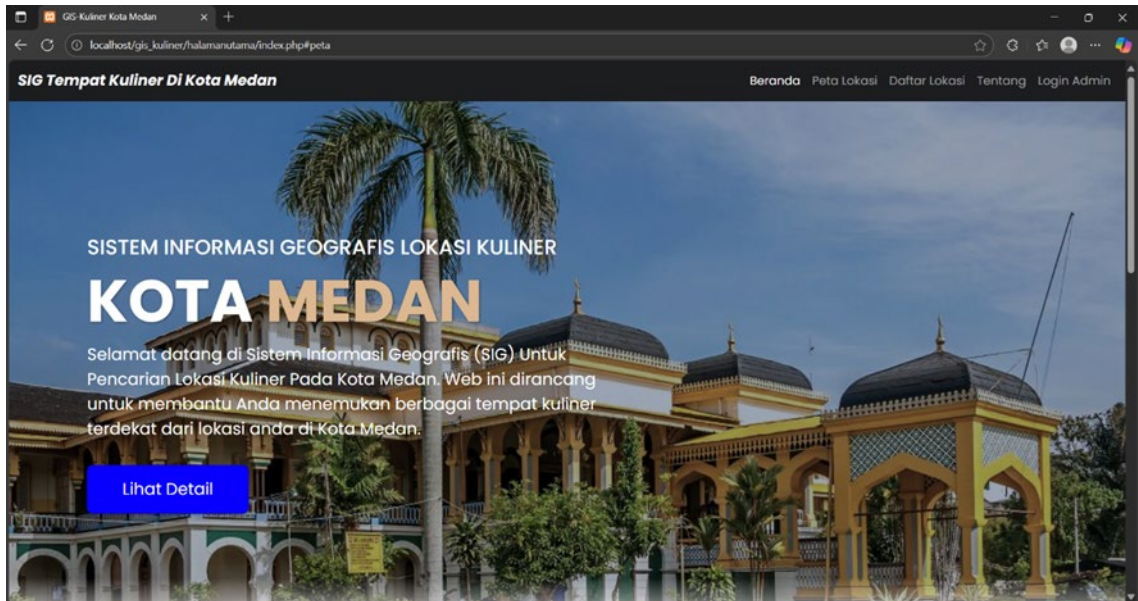 GIS-Kuliner Kota Medan
localhost/gis_kuliner/halamanutama/index.php#peta
SIG Tempat Kuliner Di Kota Medan
Beranda Peta Lokasi Daftar Lokasi Tentang Login Admin
SISTEM INFORMASI GEOGRAFIS LOKASI KULINER
KOTA MEDAN
Selamat datang di Sistem Informasi Geografis (SIG) Untuk
Pencarian Lokasi Kuliner Pada Kota Medan. Web ini dirancang
untuk membantu Anda menemukan berbagai tempat kuliner
terdekat dari lokasi anda di Kota Medan.
Lihat Detail